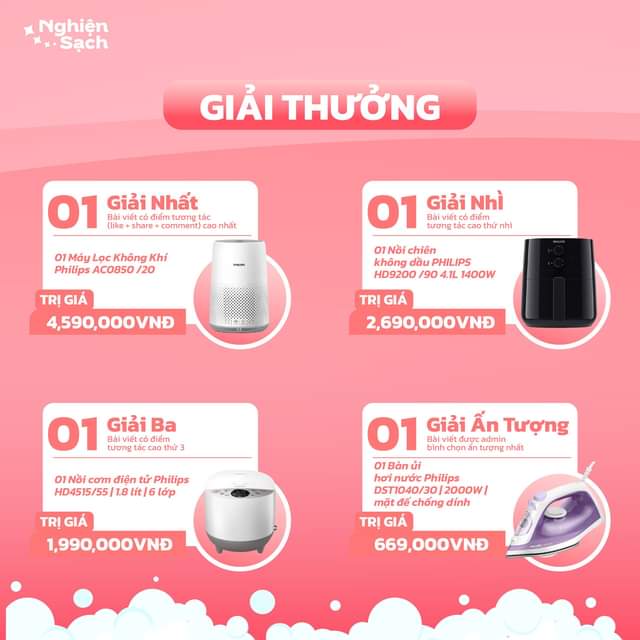 Nghiện
Sạch
GIẢI THƯỞNG
01
Giải Nhất
Bài viết có điểm tương tác
(like + share + comment) cao nhất
01 Máy Lọc Không Khí
Philips AC0850 /20
TRỊ GIÁ
4,590,000VNĐ
01
Giải Nhì
Bài viết có điểm
tương tác cao thứ nhì
01 Nồi chiên
không dầu PHILIPS
HD9200 /90 4.1L 1400W
TRỊ GIÁ
2,690,000VNĐ
01
Giải Ba
Bài viết có điểm
tương tác cao thứ 3
01 Nồi cơm điện tử Philips
HD4515/55 | 1.8 lít | 6 lớp
TRỊ GIÁ
1,990,000VNĐ
01
Giải Ấn Tượng
Bài viết được admin
bình chọn ấn tượng nhất
01 Bàn ủi
hơi nước Philips
DST1040/30 | 2000W |
mặt đế chống dính
TRỊ GIÁ
669,000VNĐ
PHILIPS
PHILIPS